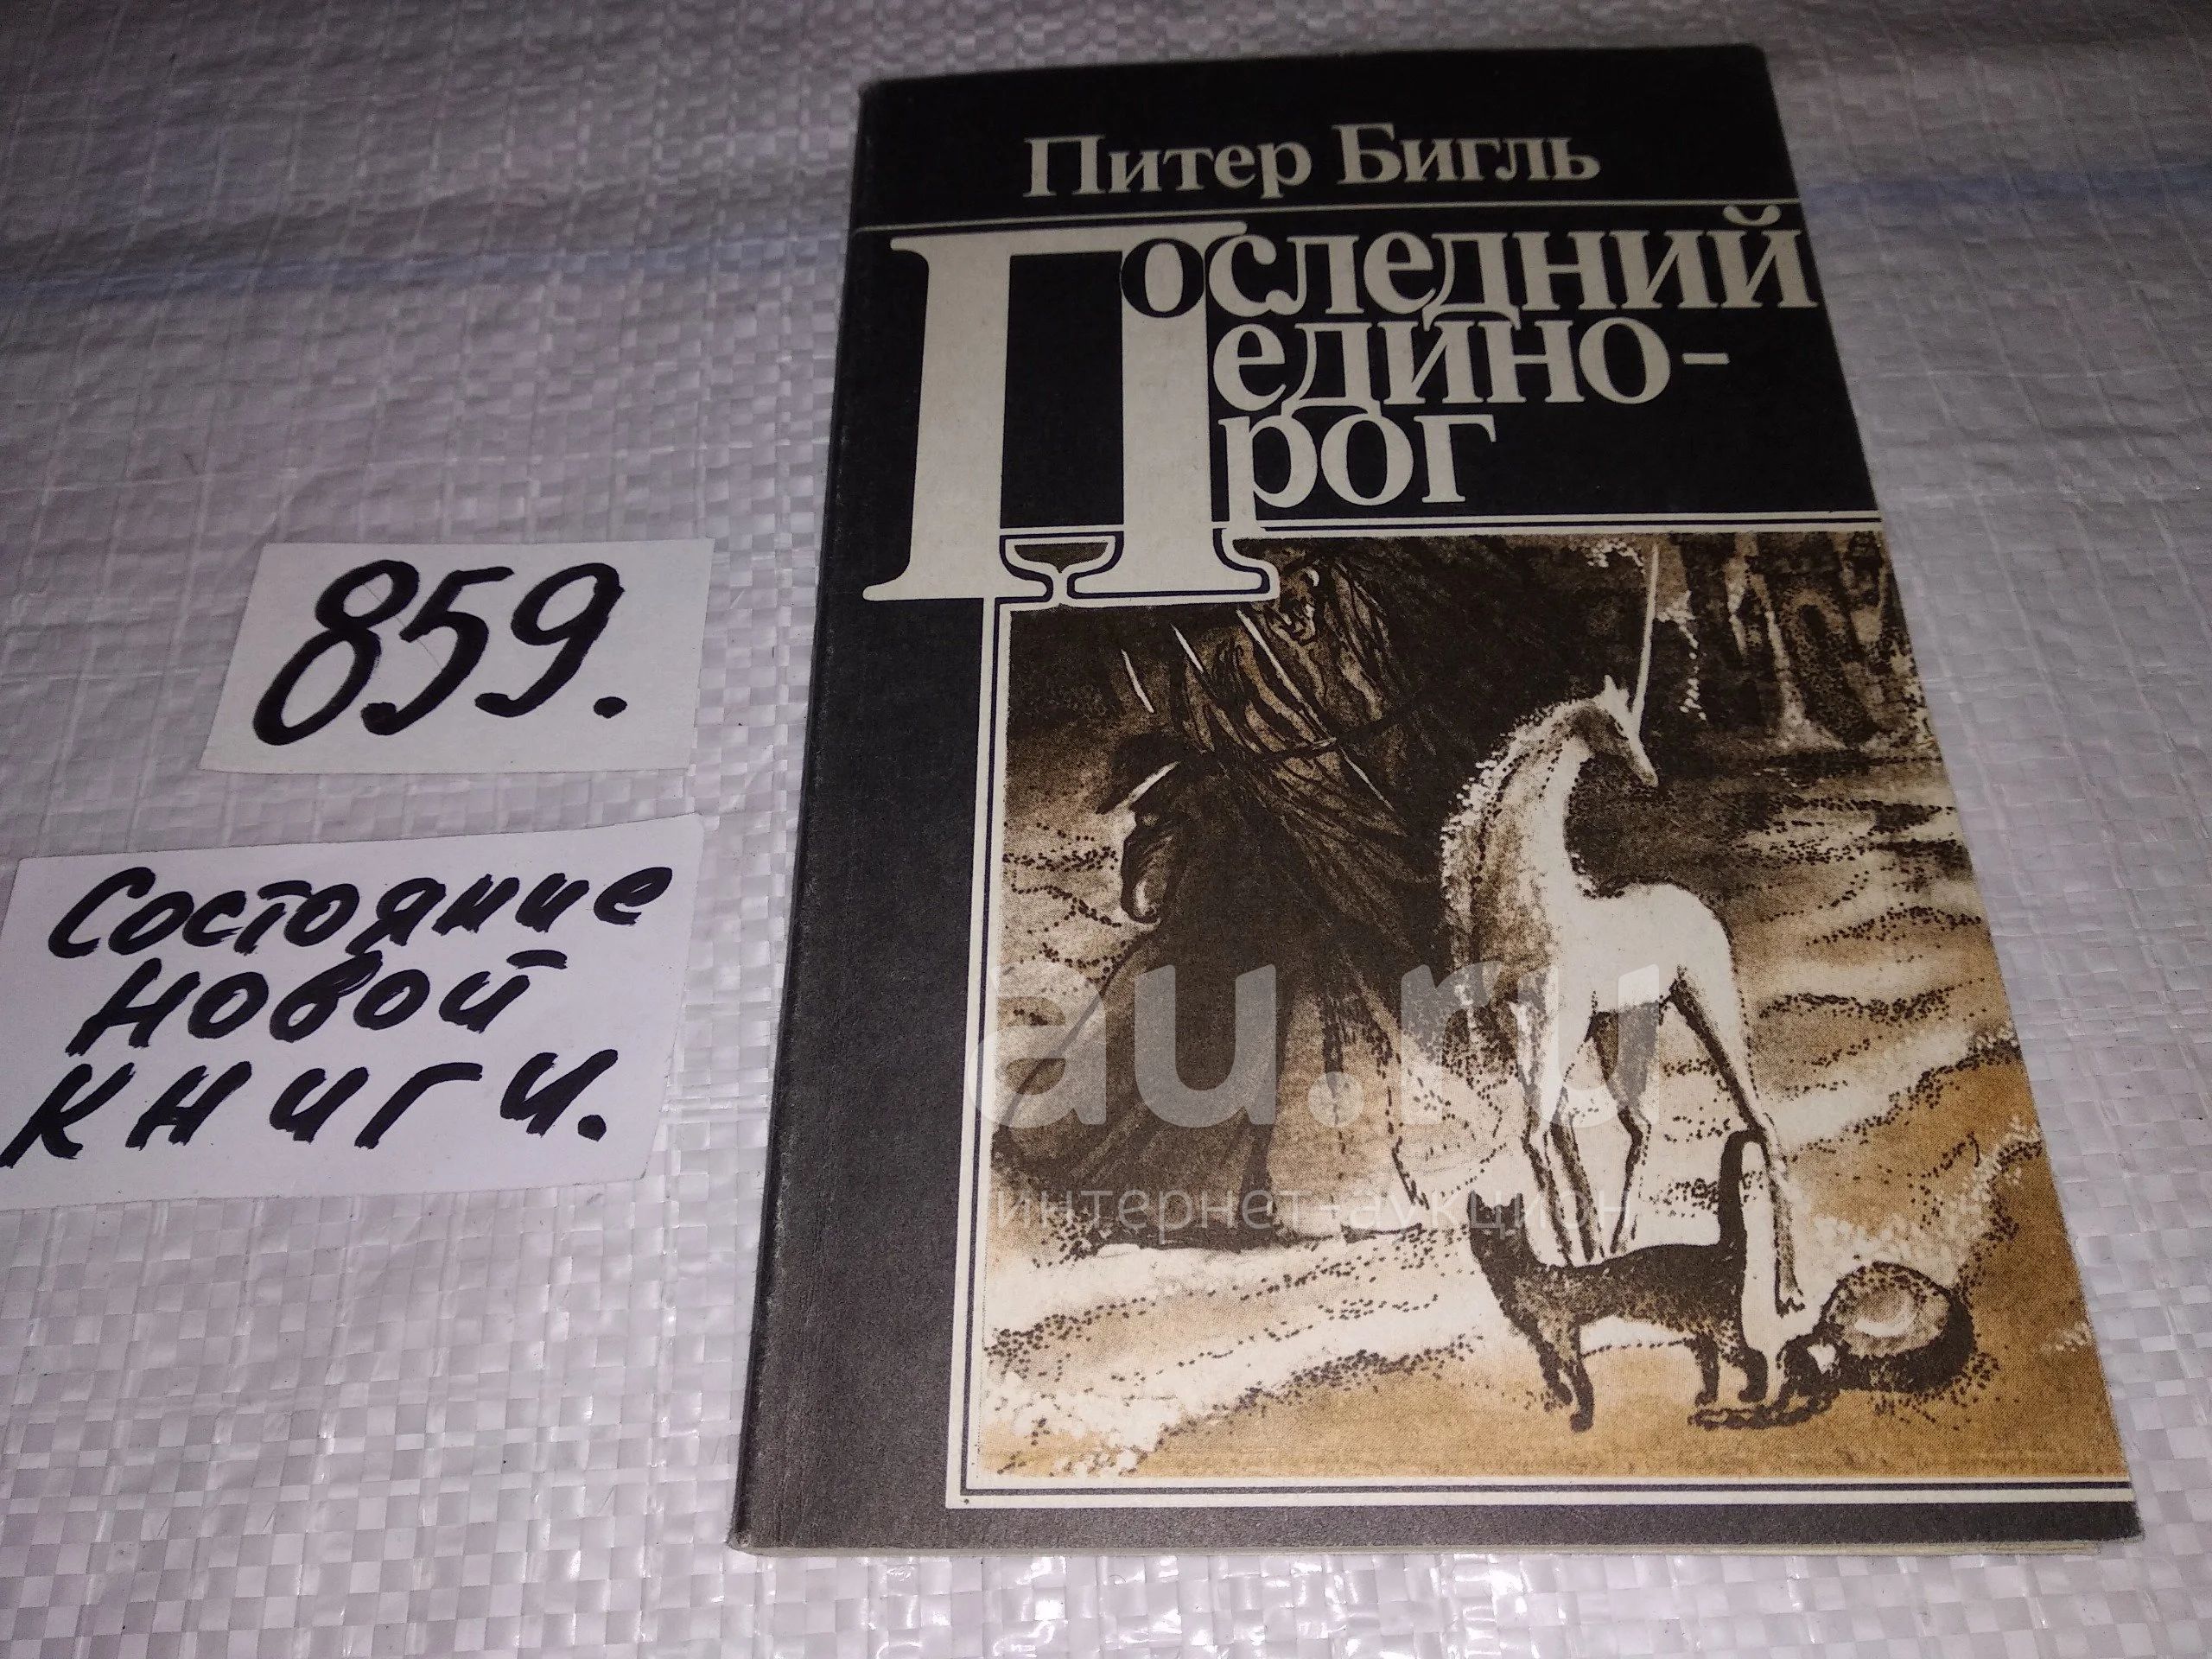 Питер Бигль
Последний
едино-
рог
859.
Состояние
новой
книги.
au.ru
интернет-аукцион